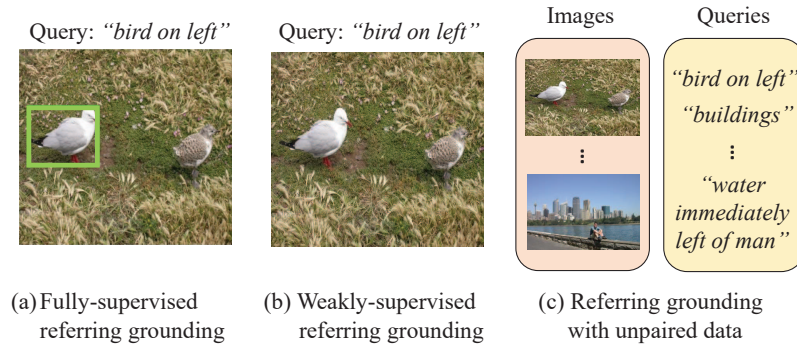 Query: “bird on left”
Query: “bird on left”
Images
Queries
“bird on left”
“buildings”
“water
immediately
left of man”
(a) Fully-supervised
referring grounding
(b) Weakly-supervised
referring grounding
(c) Referring grounding
with unpaired data